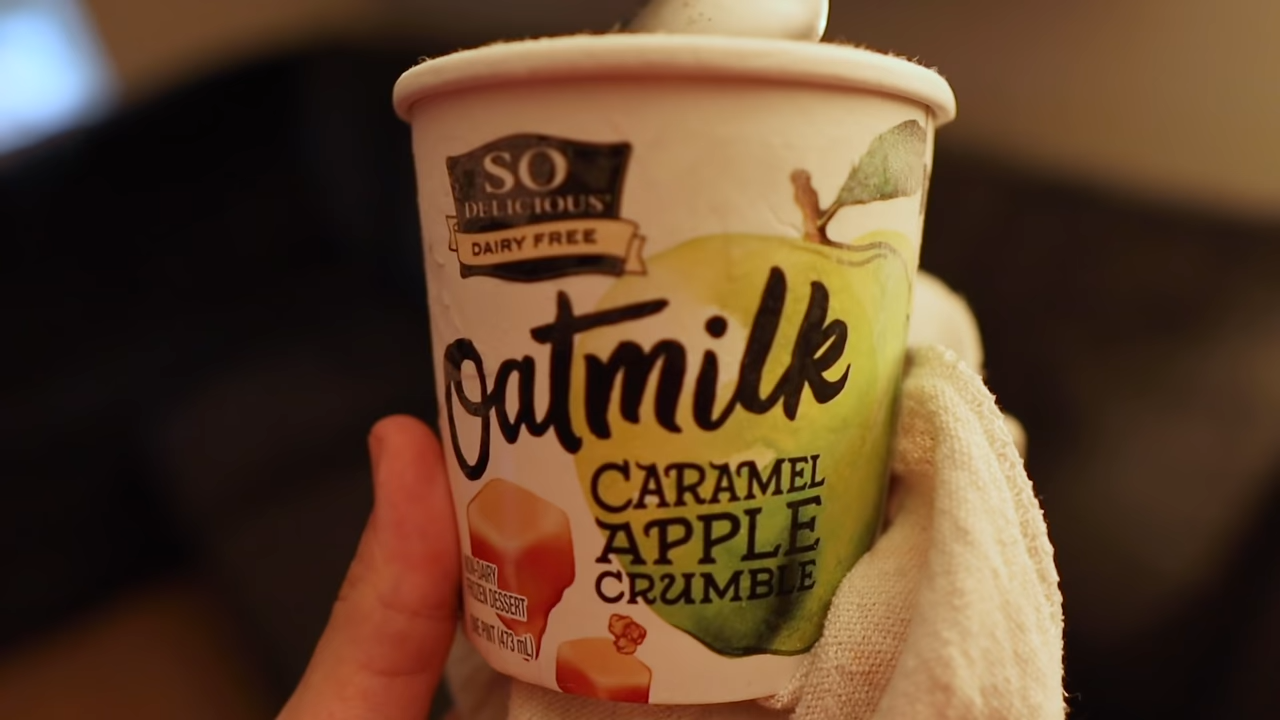 SO
DELICIOUS®
DAIRY FREE
Oatmilk
CARAMEL
APPLE
CRUMBLE
NON-DAIRY
FROZEN DESSERT
ONE PINT (473 mL)